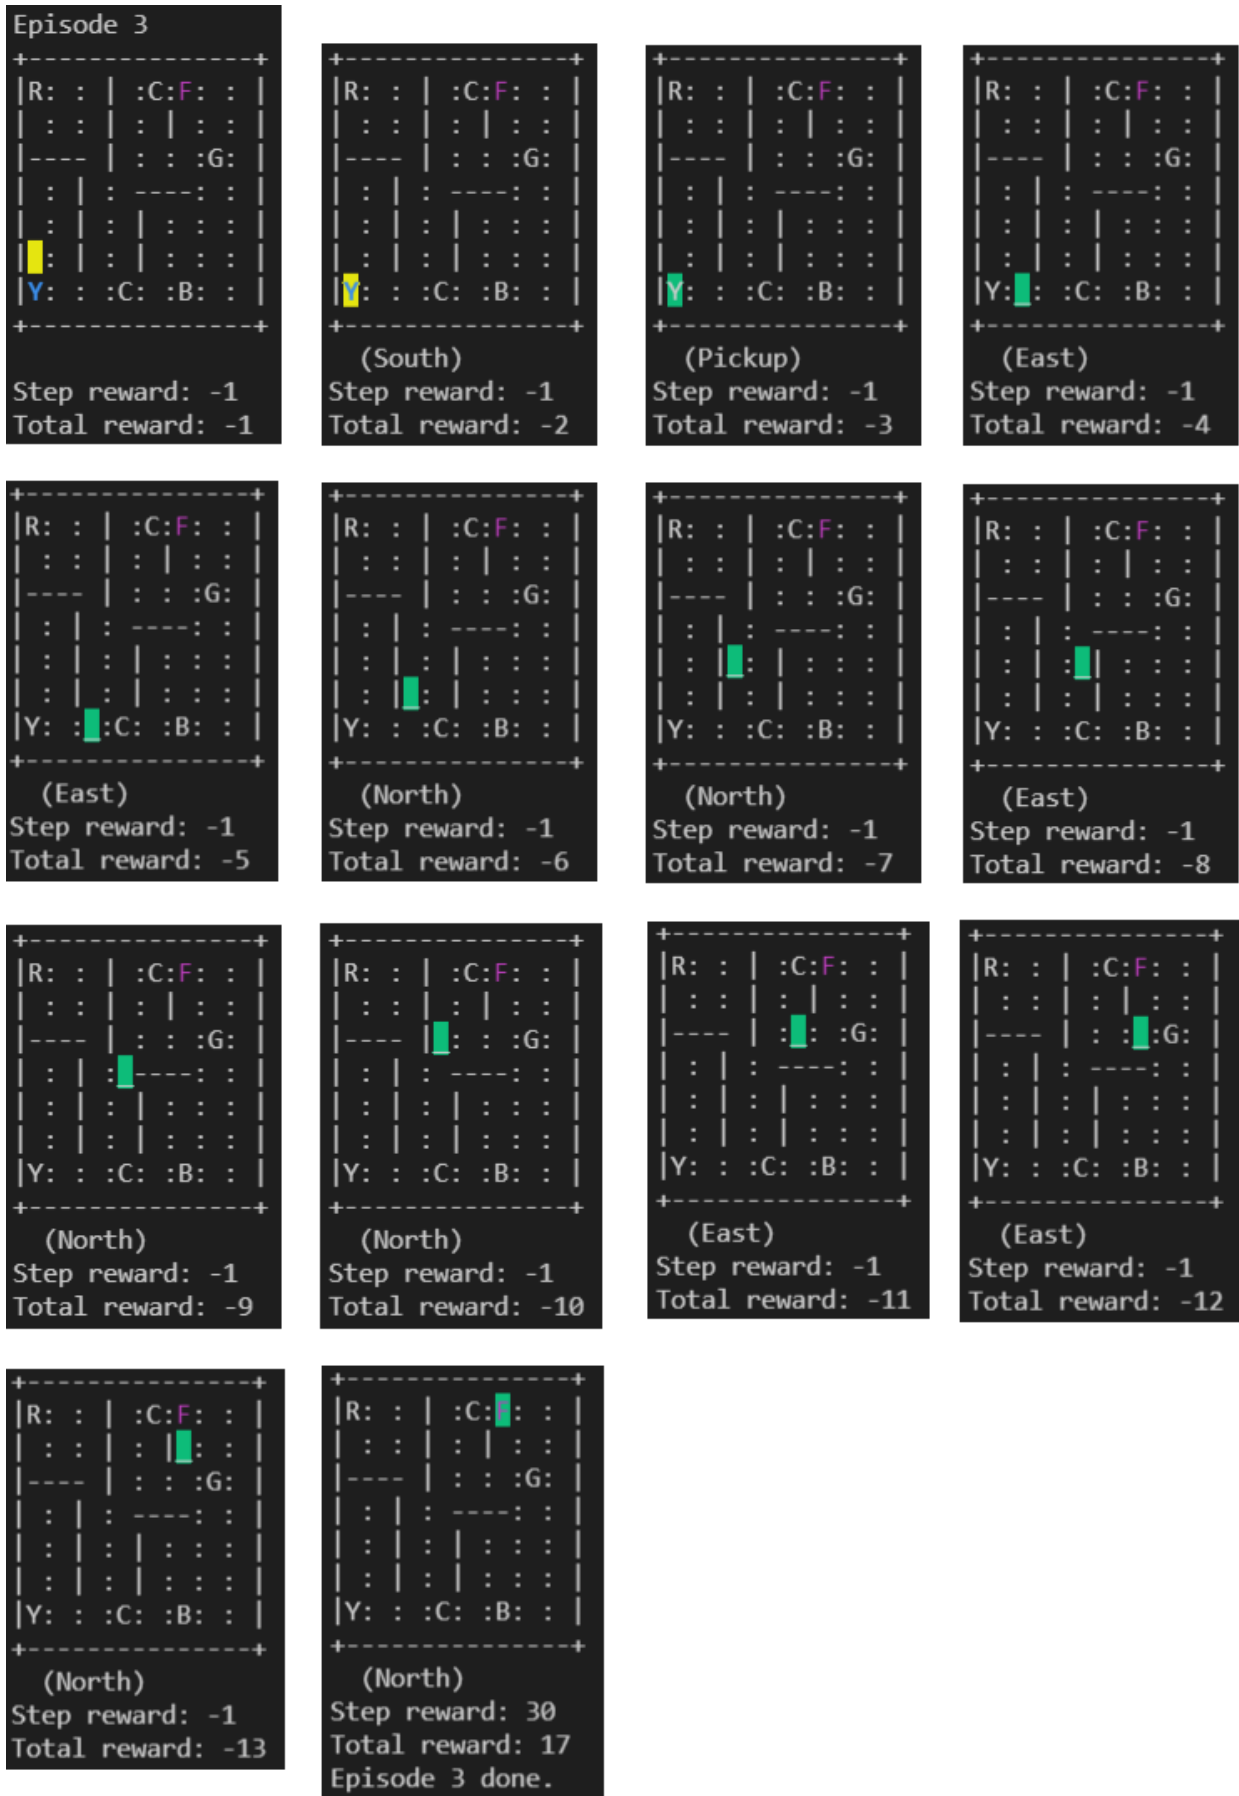 Episode 3
+---------------+
|R: : | :C:F: : |
| : : | : | : : |
|---- | : : :G: |
| : | : ----: : |
| : | : | : : : |
| : | : | : : : |
|Y: : :C: :B: : |
+---------------+
Step reward: -1
Total reward: -1
+---------------+
|R: : | :C:F: : |
| : : | : | : : |
|---- | : : :G: |
| : | : ----: : |
| : | : | : : : |
| : | : | : : : |
|Y: : :C: :B: : |
+---------------+
(South)
Step reward: -1
Total reward: -2
+---------------+
|R: : | :C:F: : |
| : : | : | : : |
|---- | : : :G: |
| : | : ----: : |
| : | : | : : : |
| : | : | : : : |
|Y: : :C: :B: : |
+---------------+
(Pickup)
Step reward: -1
Total reward: -3
+---------------+
|R: : | :C:F: : |
| : : | : | : : |
|---- | : : :G: |
| : | : ----: : |
| : | : | : : : |
| : | : | : : : |
|Y:_: :C: :B: : |
+---------------+
(East)
Step reward: -1
Total reward: -4
+---------------+
|R: : | :C:F: : |
| : : | : | : : |
|---- | : : :G: |
| : | : ----: : |
| : | : | : : : |
| : | : | : : : |
|Y: :_:C: :B: : |
+---------------+
(East)
Step reward: -1
Total reward: -5
+---------------+
|R: : | :C:F: : |
| : : | : | : : |
|---- | : : :G: |
| : | : ----: : |
| : | : | : : : |
| : |_: | : : : |
|Y: : :C: :B: : |
+---------------+
(North)
Step reward: -1
Total reward: -6
+---------------+
|R: : | :C:F: : |
| : : | : | : : |
|---- | : : :G: |
| : | : ----: : |
| : |_: | : : : |
| : | : | : : : |
|Y: : :C: :B: : |
+---------------+
(North)
Step reward: -1
Total reward: -7
+---------------+
|R: : | :C:F: : |
| : : | : | : : |
|---- | : : :G: |
| : | : ----: : |
| : | :_| : : : |
| : | : | : : : |
|Y: : :C: :B: : |
+---------------+
(East)
Step reward: -1
Total reward: -8
+---------------+
|R: : | :C:F: : |
| : : | : | : : |
|---- | : : :G: |
| : | :_----: : |
| : | : | : : : |
| : | : | : : : |
|Y: : :C: :B: : |
+---------------+
(North)
Step reward: -1
Total reward: -9
+---------------+
|R: : | :C:F: : |
| : : | : | : : |
|---- |_: : :G: |
| : | : ----: : |
| : | : | : : : |
| : | : | : : : |
|Y: : :C: :B: : |
+---------------+
(North)
Step reward: -1
Total reward: -10
+---------------+
|R: : | :C:F: : |
| : : | : | : : |
|---- | :_: :G: |
| : | : ----: : |
| : | : | : : : |
| : | : | : : : |
|Y: : :C: :B: : |
+---------------+
(East)
Step reward: -1
Total reward: -11
+---------------+
|R: : | :C:F: : |
| : : | : | : : |
|---- | : :_:G: |
| : | : ----: : |
| : | : | : : : |
| : | : | : : : |
|Y: : :C: :B: : |
+---------------+
(East)
Step reward: -1
Total reward: -12
+---------------+
|R: : | :C:F: : |
| : : | : |_: : |
|---- | : : :G: |
| : | : ----: : |
| : | : | : : : |
| : | : | : : : |
|Y: : :C: :B: : |
+---------------+
(North)
Step reward: -1
Total reward: -13
+---------------+
|R: : | :C:F: : |
| : : | : | : : |
|---- | : : :G: |
| : | : ----: : |
| : | : | : : : |
| : | : | : : : |
|Y: : :C: :B: : |
+---------------+
(North)
Step reward: 30
Total reward: 17
Episode 3 done.